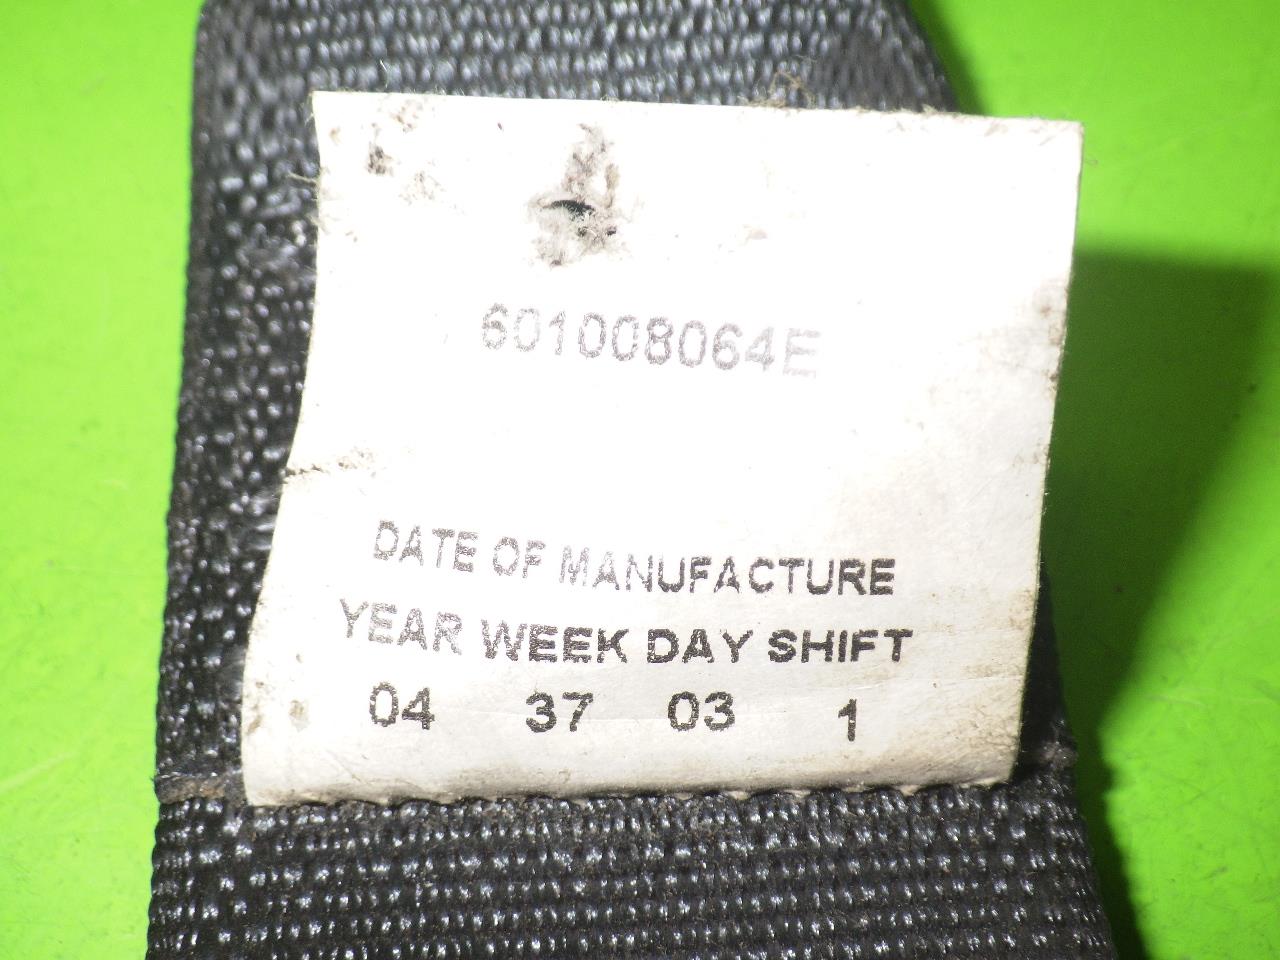 601008064E
DATE OF MANUFACTURE
YEAR WEEK DAY SHIFT
04 37 03 1